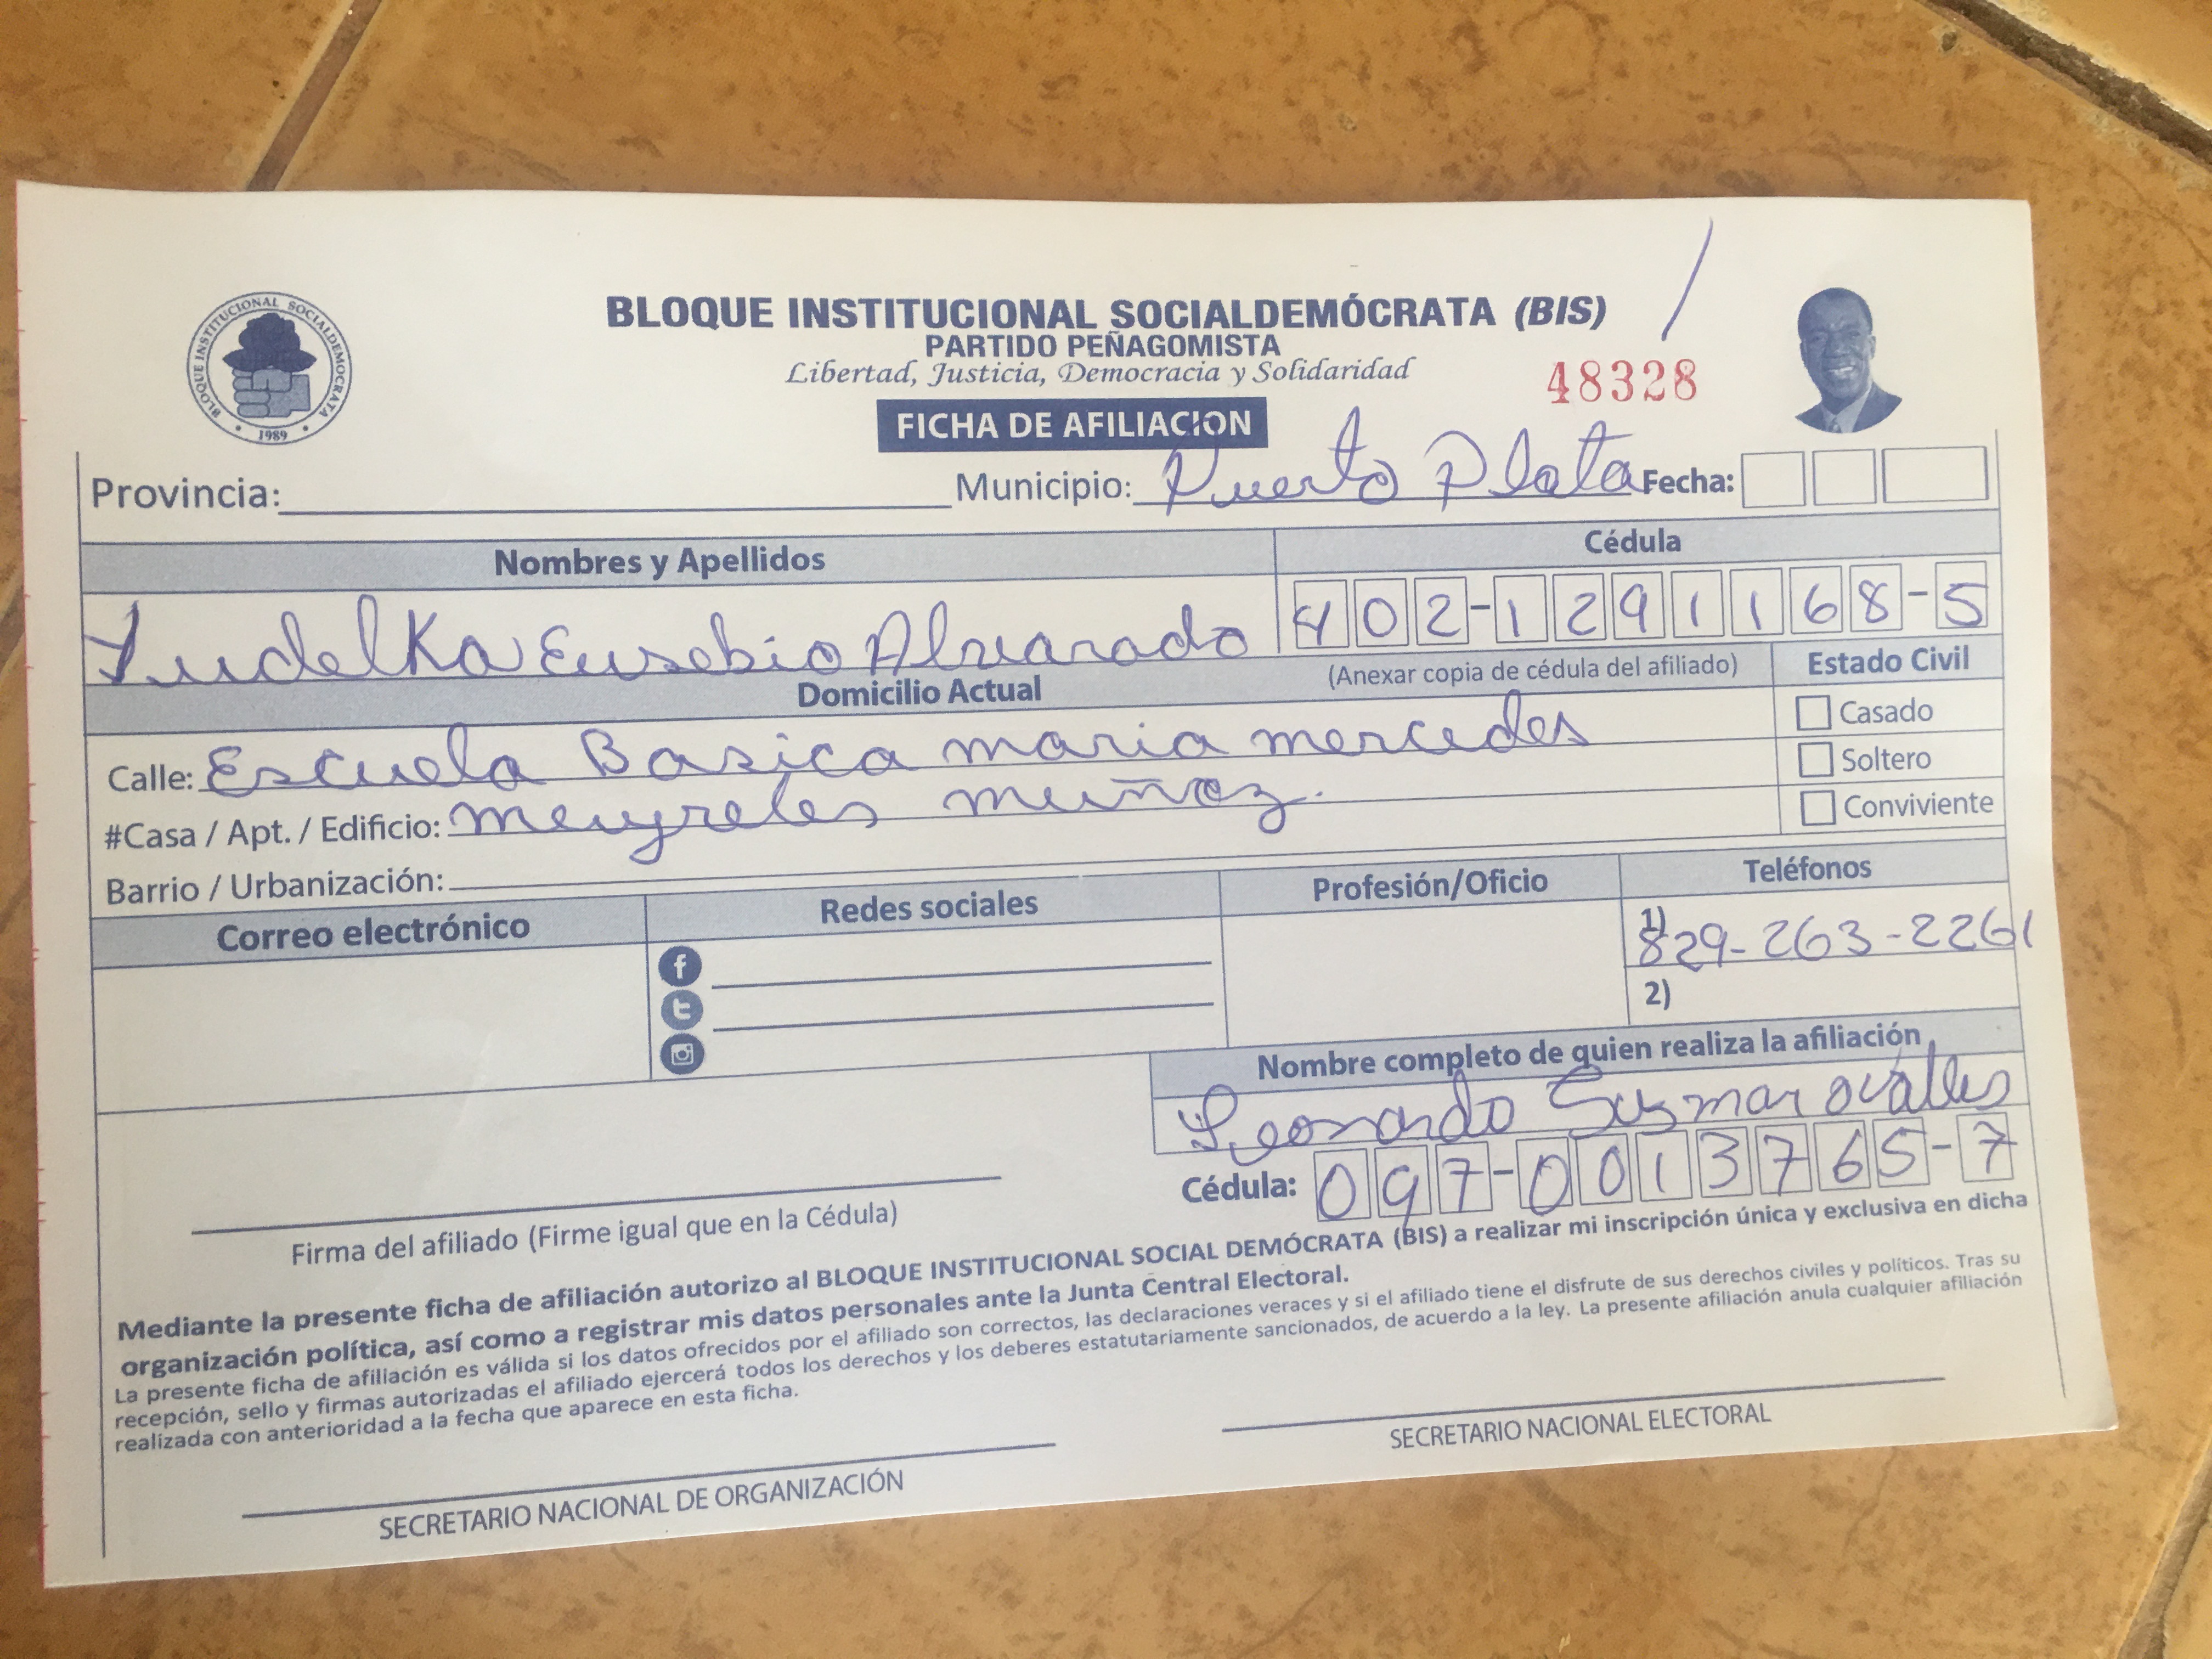 BLOQUE INSTITUCIONAL SOCIALDEMOCRATA
1989
BLOQUE INSTITUCIONAL SOCIALDEMÓCRATA (BIS)
PARTIDO PEÑAGOMISTA
Libertad, Justicia, Democracia y Solidaridad
48328
FICHA DE AFILIACION
Provincia: Municipio: Puerto Plata Fecha:
Nombres y Apellidos Cédula
Yudelka Eusebio Alvarado 402-1291168-5
Domicilio Actual (Anexar copia de cédula del afiliado) Estado Civil
Calle: Escuela Basica maria mercedes Casado
#Casa / Apt. / Edificio: meyreles muñoz. Soltero
Conviviente
Barrio / Urbanización:
Correo electrónico Redes sociales Profesión/Oficio Teléfonos
1) 829-263-2261
2)
Nombre completo de quien realiza la afiliación
Leonardo Susmar ovalles
Cédula: 097-0013765-7
Firma del afiliado (Firme igual que en la Cédula)
Mediante la presente ficha de afiliación autorizo al BLOQUE INSTITUCIONAL SOCIAL DEMÓCRATA (BIS) a realizar mi inscripción única y exclusiva en dicha
organización política, así como a registrar mis datos personales ante la Junta Central Electoral.
La presente ficha de afiliación es válida si los datos ofrecidos por el afiliado son correctos, las declaraciones veraces y si el afiliado tiene el disfrute de sus derechos civiles y políticos. Tras su
recepción, sello y firmas autorizadas el afiliado ejercerá todos los derechos y los deberes estatutariamente sancionados, de acuerdo a la ley. La presente afiliación anula cualquier afiliación
realizada con anterioridad a la fecha que aparece en esta ficha.
SECRETARIO NACIONAL DE ORGANIZACIÓN
SECRETARIO NACIONAL ELECTORAL